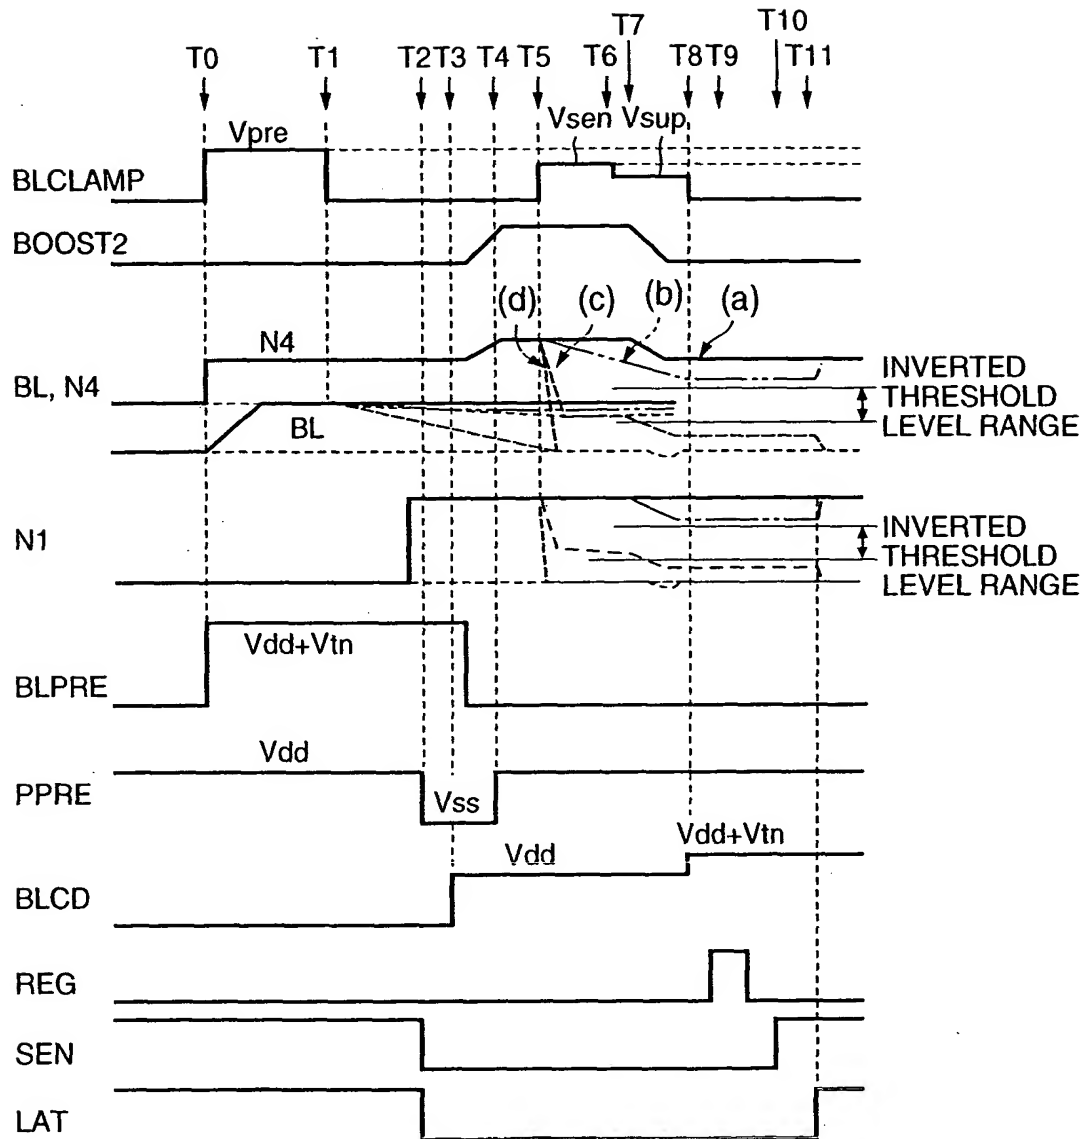 T7 T10
T0 T1 T2 T3 T4 T5 T6 T8 T9 T11
Vpre Vsen Vsup
BLCLAMP
BOOST2
(d) (c) (b) (a)
N4
BL, N4
BL
INVERTED
THRESHOLD
LEVEL RANGE
N1
INVERTED
THRESHOLD
LEVEL RANGE
Vdd+Vtn
BLPRE
Vdd
PPRE
Vss
Vdd+Vtn
Vdd
BLCD
REG
SEN
LAT